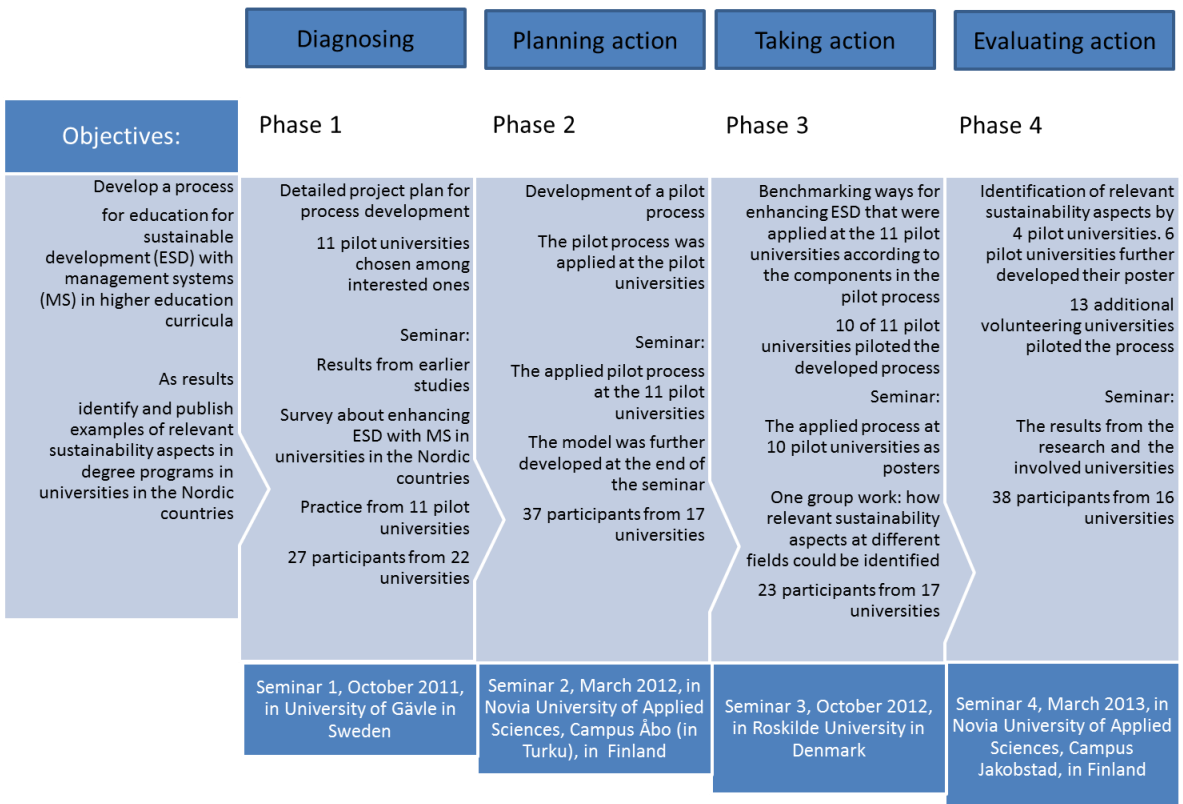 Diagnosing
Planning action
Taking action
Evaluating action
Objectives:
Phase 1
Phase 2
Phase 3
Phase 4
Develop a process
for education for
sustainable
development (ESD) with
management systems
(MS) in higher education
curricula
As results
identify and publish
examples of relevant
sustainability aspects in
degree programs in
universities in the Nordic
countries
Detailed project plan for
process development
11 pilot universities
chosen among
interested ones
Seminar:
Results from earlier
studies
Survey about enhancing
ESD with MS in
universities in the Nordic
countries
Practice from 11 pilot
universities
27 participants from 22
universities
Development of a pilot
process
The pilot process was
applied at the pilot
universities
Seminar:
The applied pilot process
at the 11 pilot
universities
The model was further
developed at the end of
the seminar
37 participants from 17
universities
Benchmarking ways for
enhancing ESD that were
applied at the 11 pilot
universities according to
the components in the
pilot process
10 of 11 pilot
universities piloted the
developed process
Seminar:
The applied process at
10 pilot universities as
posters
One group work: how
relevant sustainability
aspects at different
fields could be identified
23 participants from 17
universities
Identification of relevant
sustainability aspects by
4 pilot universities. 6
pilot universities further
developed their poster
13 additional
volunteering universities
piloted the process
Seminar:
The results from the
research and the
involved universities
38 participants from 16
universities
Seminar 1, October 2011,
in University of Gävle in
Sweden
Seminar 2, March 2012, in
Novia University of Applied
Sciences, Campus Åbo (in
Turku), in Finland
Seminar 3, October 2012,
in Roskilde University in
Denmark
Seminar 4, March 2013, in
Novia University of Applied
Sciences, Campus
Jakobstad, in Finland